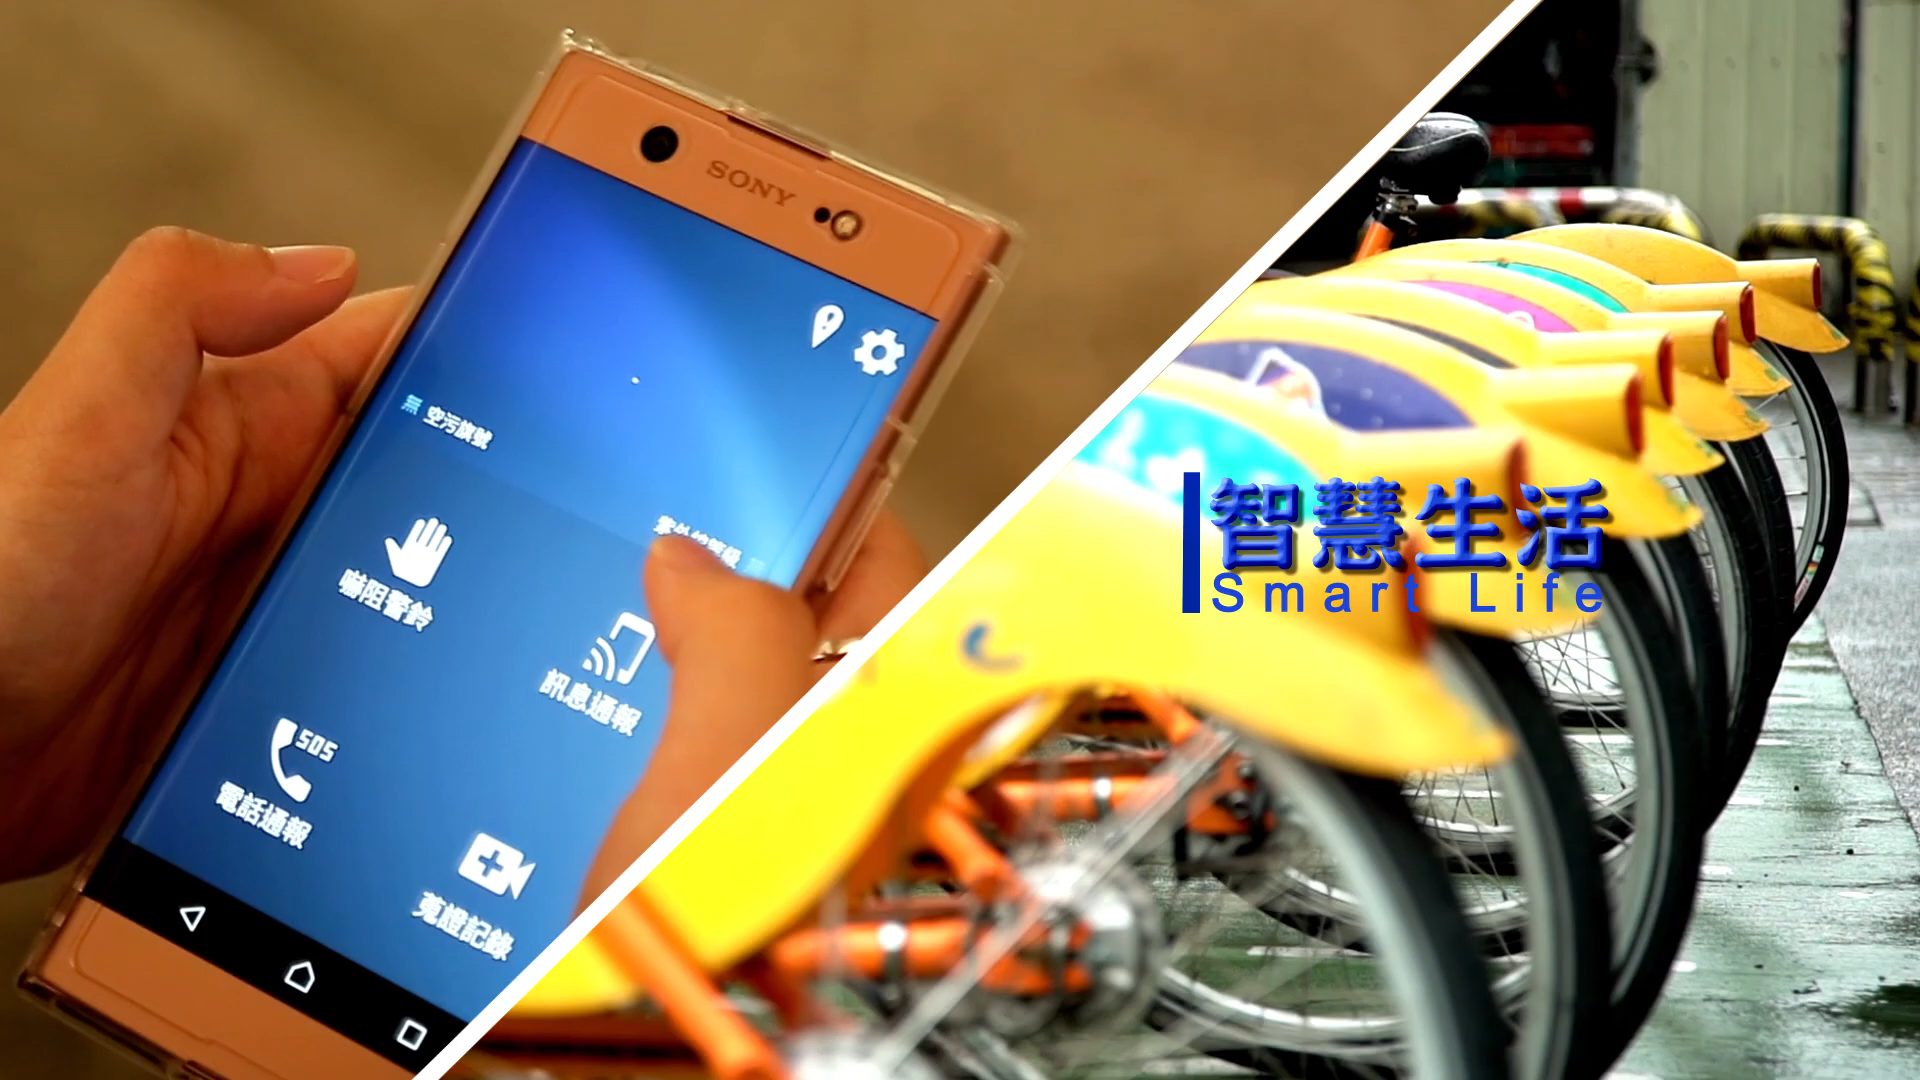 SONY
無 空污旗號
嚇阻警鈴
訊息通報
SOS
電話通報
蒐證記錄
智慧生活
Smart Life